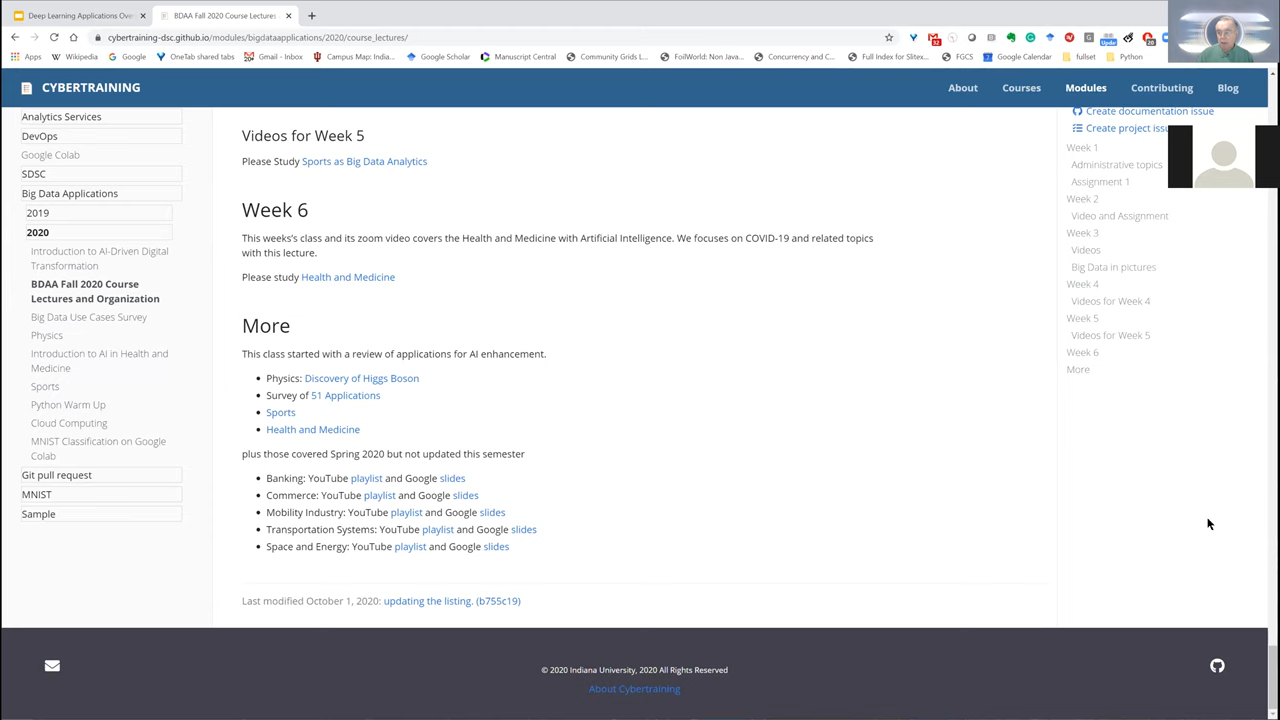 Deep Learning Applications Over
BDAA Fall 2020 Course Lectures
cybertraining-dsc.github.io/modules/bigdataapplications/2020/course_lectures/
Apps
Wikipedia
Google
OneTab shared tabs
Gmail - Inbox
Campus Map: India...
Google Scholar
Manuscript Central
Community Grids L...
FoilWorld: Non Java...
Concurrency and C...
Full Index for Slitex...
FGCS
Google Calendar
fullset
Python
CYBERTRAINING
About
Courses
Modules
Contributing
Blog
Analytics Services
DevOps
Google Colab
SDSC
Big Data Applications
2019
2020
Introduction to AI-Driven Digital
Transformation
BDAA Fall 2020 Course
Lectures and Organization
Big Data Use Cases Survey
Physics
Introduction to AI in Health and
Medicine
Sports
Python Warm Up
Cloud Computing
MNIST Classification on Google
Colab
Git pull request
MNIST
Sample
Videos for Week 5
Please Study Sports as Big Data Analytics
Week 6
This weeks's class and its zoom video covers the Health and Medicine with Artificial Intelligence. We focuses on COVID-19 and related topics
with this lecture.
Please study Health and Medicine
More
This class started with a review of applications for AI enhancement.
Physics: Discovery of Higgs Boson
Survey of 51 Applications
Sports
Health and Medicine
plus those covered Spring 2020 but not updated this semester
Banking: YouTube playlist and Google slides
Commerce: YouTube playlist and Google slides
Mobility Industry: YouTube playlist and Google slides
Transportation Systems: YouTube playlist and Google slides
Space and Energy: YouTube playlist and Google slides
Last modified October 1, 2020: updating the listing. (b755c19)
Create documentation issue
Create project issu
Week 1
Administrative topics
Assignment 1
Week 2
Video and Assignment
Week 3
Videos
Big Data in pictures
Week 4
Videos for Week 4
Week 5
Videos for Week 5
Week 6
More
© 2020 Indiana University, 2020 All Rights Reserved
About Cybertraining